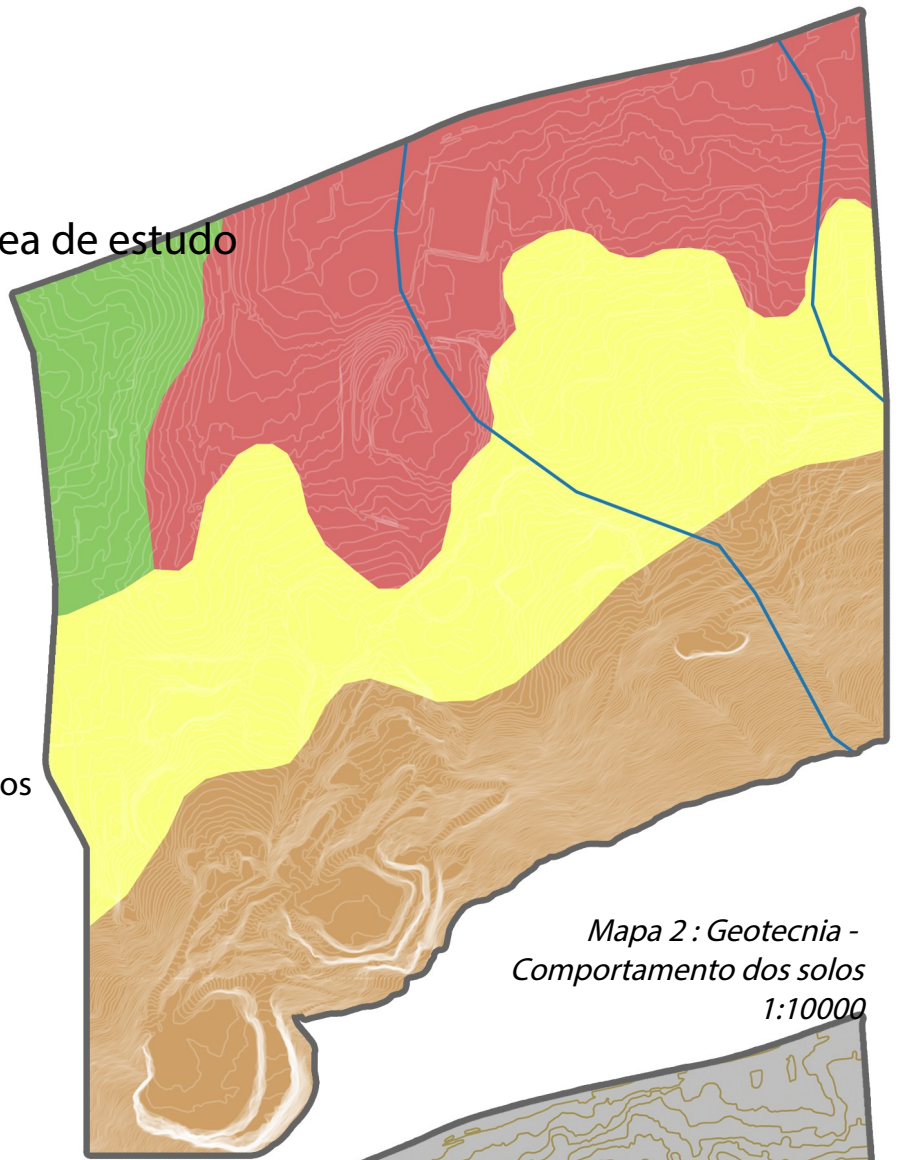 ea de estudo
os
Mapa 2 : Geotecnia -
Comportamento dos solos
1:10000